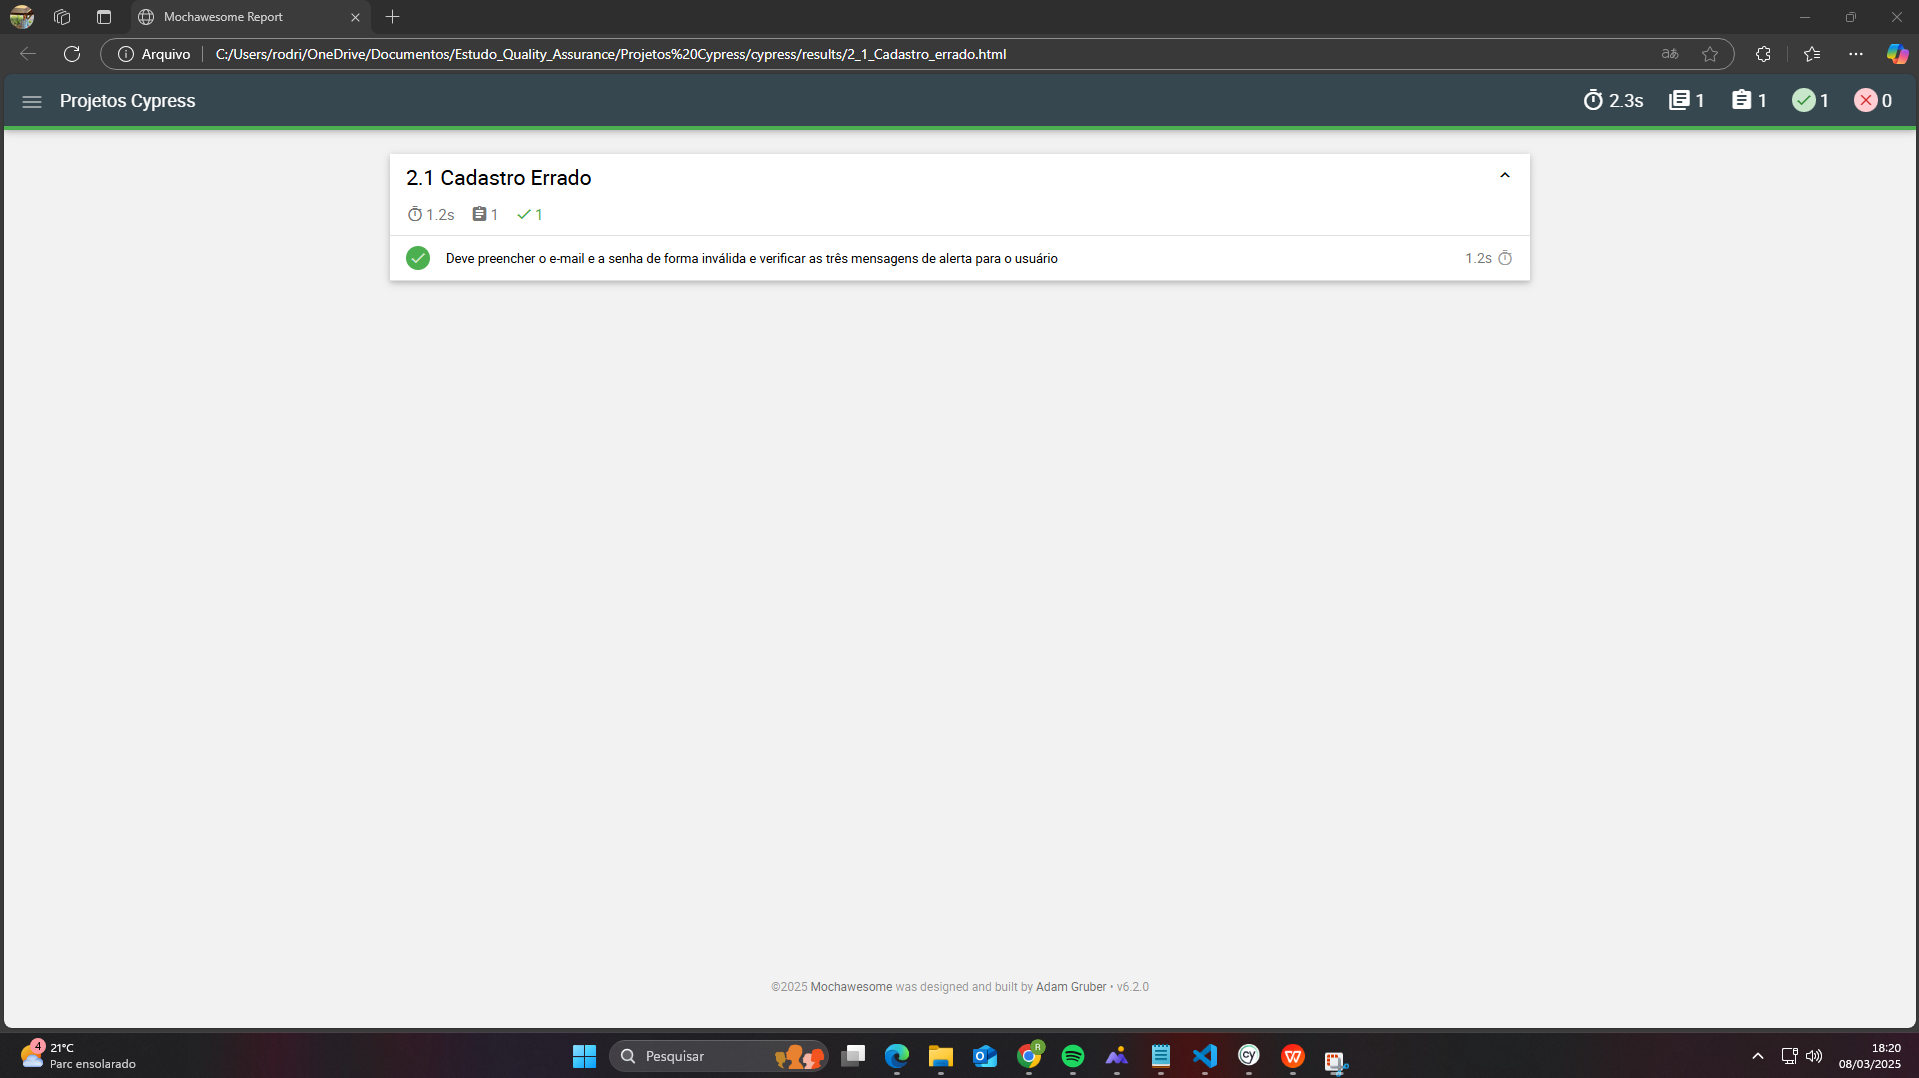 Mochawesome Report
Arquivo
C:/Users/rodri/OneDrive/Documentos/Estudo_Quality_Assurance/Projetos%20Cypress/cypress/results/2_1_Cadastro_errado.html
Projetos Cypress
2.3s 1 1 1 0
2.1 Cadastro Errado
1.2s 1 1
Deve preencher o e-mail e a senha de forma inválida e verificar as três mensagens de alerta para o usuário 1.2s
©2025 Mochawesome was designed and built by Adam Gruber • v6.2.0
4
21°C
Parc ensolarado
Pesquisar
R
cy
18:20
08/03/2025